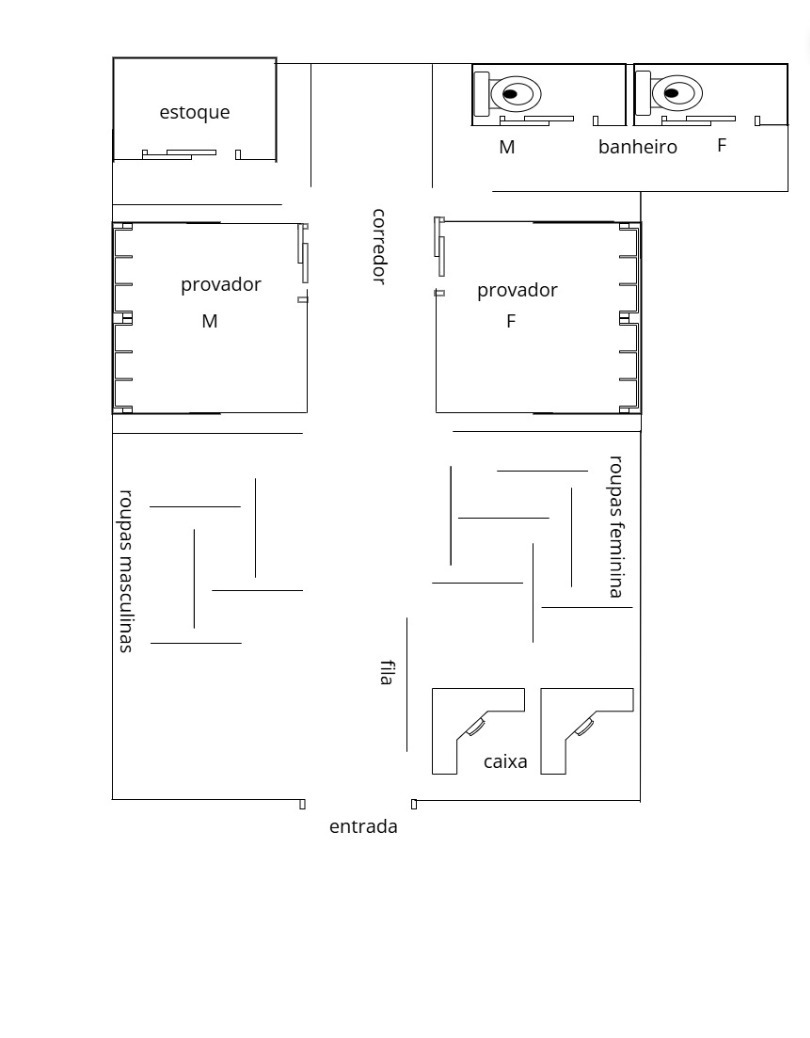 estoque
M
banheiro
F
corredor
provador
M
provador
F
roupas masculinas
roupas feminina
fila
caixa
entrada